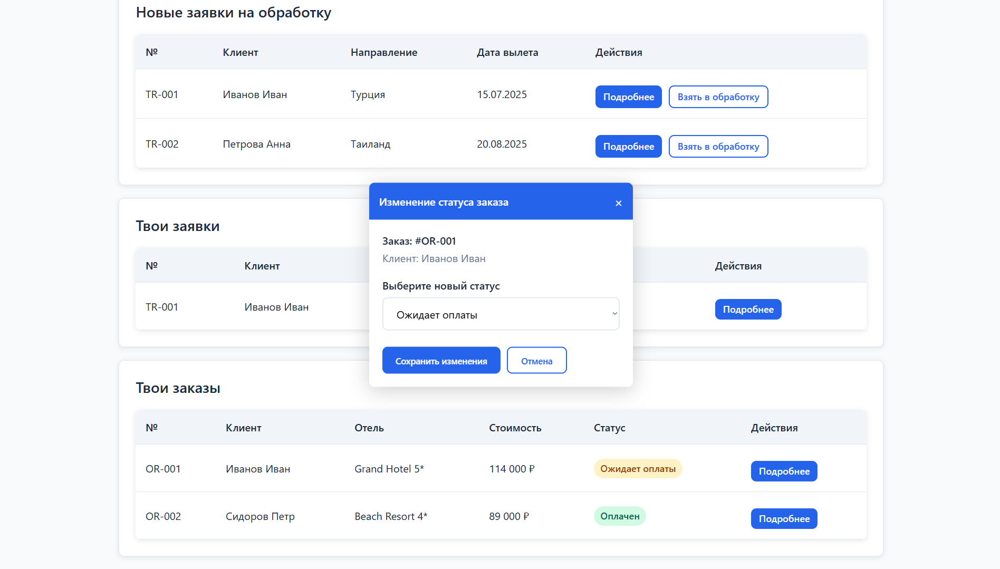 Новые заявки на обработку
№ Клиент Направление Дата вылета Действия
TR-001 Иванов Иван Турция 15.07.2025 Подробнее Взять в обработку
TR-002 Петрова Анна Таиланд 20.08.2025 Подробнее Взять в обработку
Изменение статуса заказа ×
Заказ: #OR-001
Клиент: Иванов Иван
Выберите новый статус
Ожидает оплаты
Сохранить изменения Отмена
Твои заявки
№ Клиент Действия
TR-001 Иванов Иван Подробнее
Твои заказы
№ Клиент Отель Стоимость Статус Действия
OR-001 Иванов Иван Grand Hotel 5* 114 000 ₽ Ожидает оплаты Подробнее
OR-002 Сидоров Петр Beach Resort 4* 89 000 ₽ Оплачен Подробнее